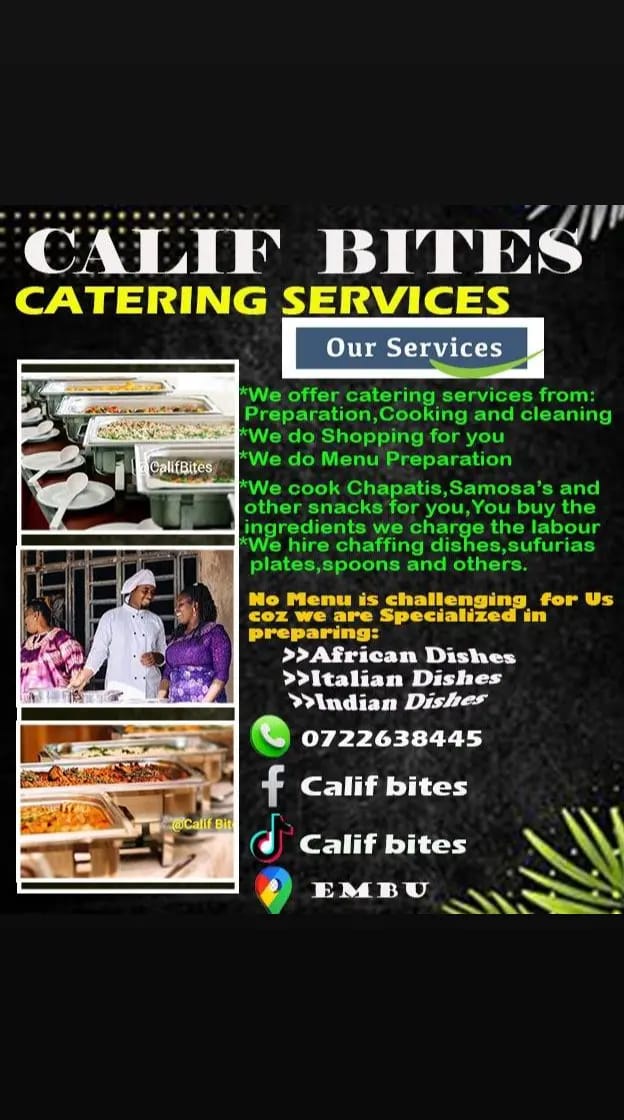 CALIF BITES
CATERING SERVICES
Our Services
*We offer catering services from:
Preparation,Cooking and cleaning
*We do Shopping for you
*We do Menu Preparation
*We cook Chapatis,Samosa's and
other snacks for you,You buy the
ingredients we charge the labour
*We hire chaffing dishes,sufurias
plates,spoons and others.
No Menu is challenging for Us
coz we are Specialized in
preparing:
>>African Dishes
>>Italian Dishes
>>Indian Dishes
0722638445
Calif bites
Calif bites
EMBU
@CalifBites
@Calif Bit